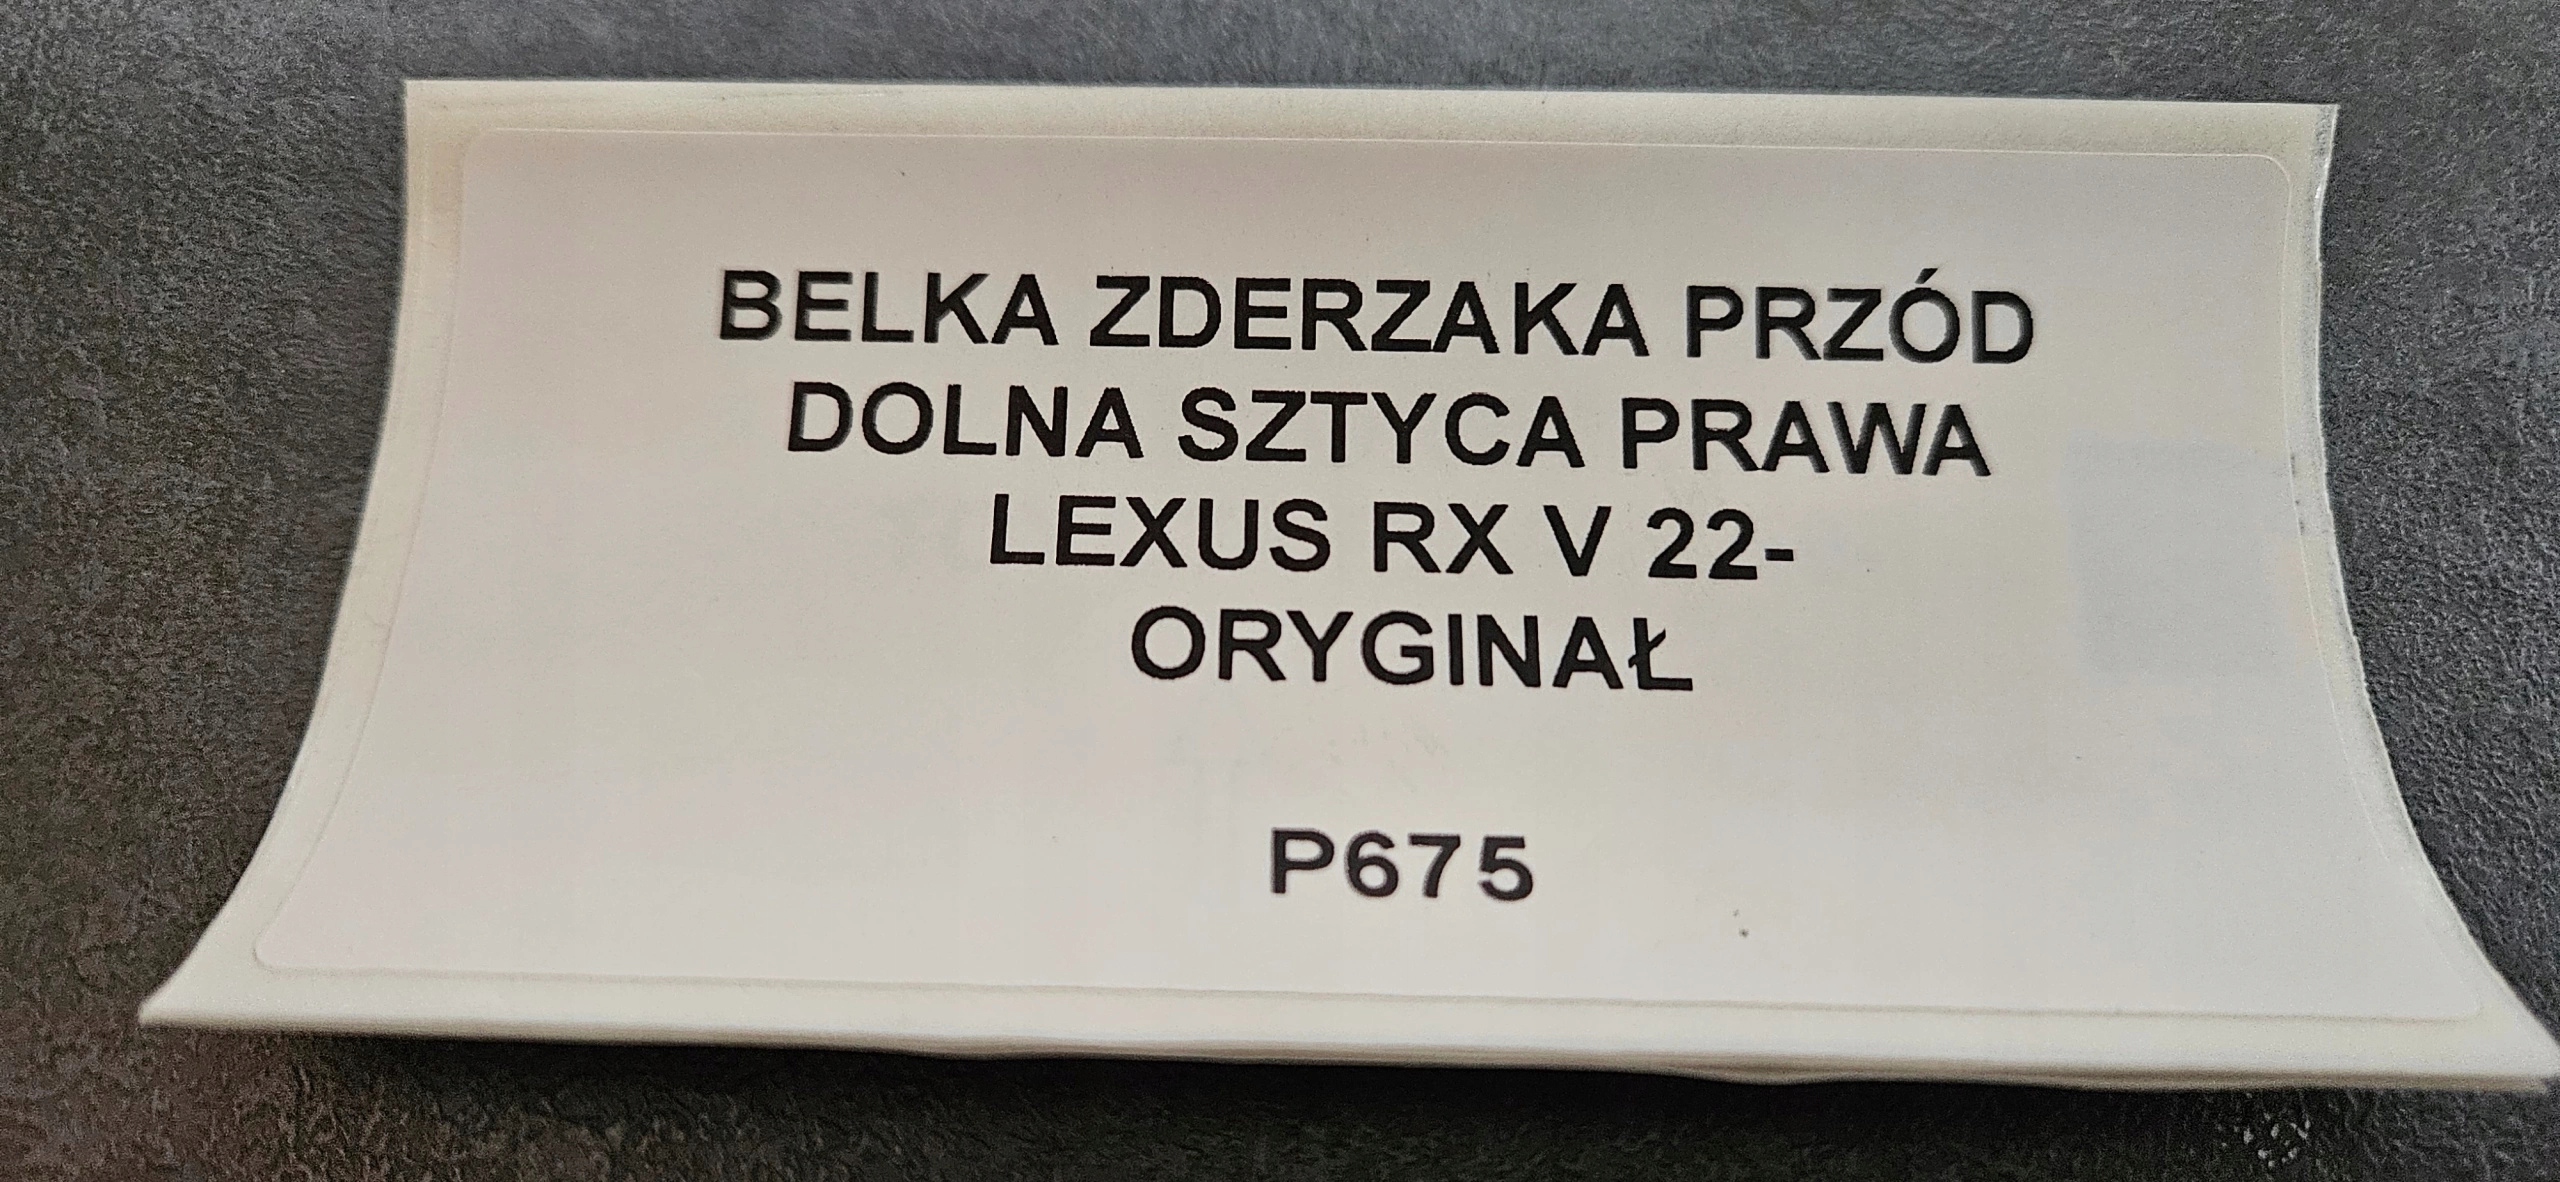 BELKA ZDERZAKA PRZÓD
DOLNA SZTYCA PRAWA
LEXUS RX V 22-
ORYGINAŁ
P675